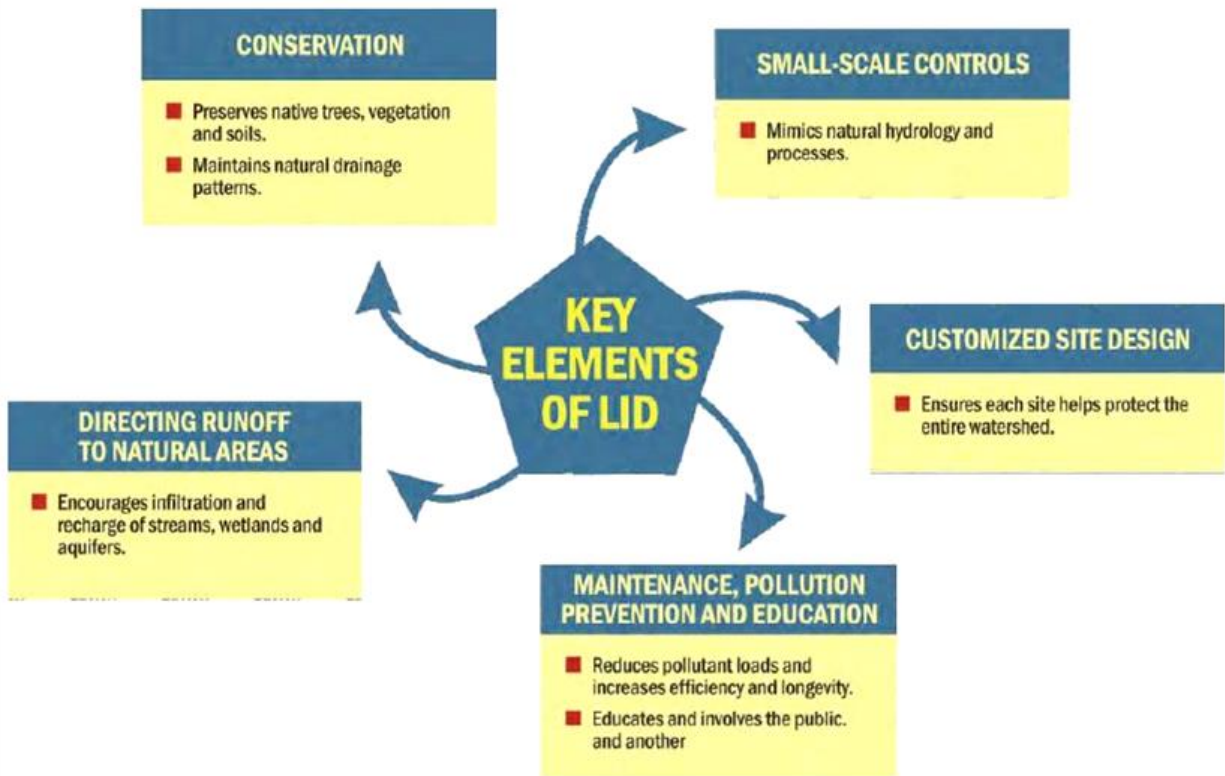 CONSERVATION
Preserves native trees, vegetation
and soils.
Maintains natural drainage
patterns.
SMALL-SCALE CONTROLS
Mimics natural hydrology and
processes.
KEY
ELEMENTS
OF LID
CUSTOMIZED SITE DESIGN
Ensures each site helps protect the
entire watershed.
DIRECTING RUNOFF
TO NATURAL AREAS
Encourages infiltration and
recharge of streams, wetlands and
aquifers.
MAINTENANCE, POLLUTION
PREVENTION AND EDUCATION
Reduces pollutant loads and
increases efficiency and longevity.
Educates and involves the public.
and another